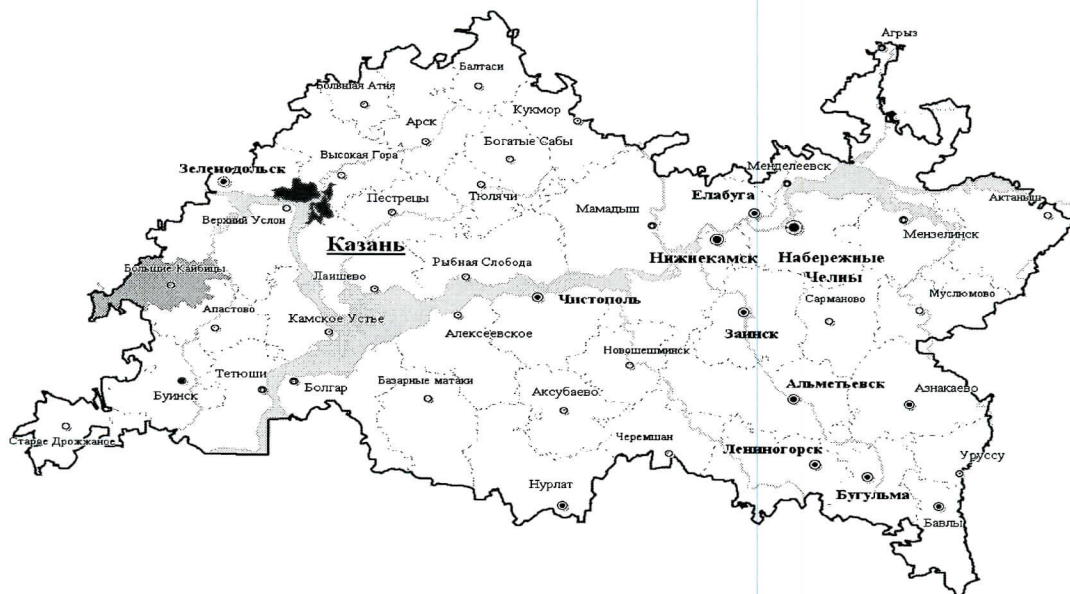 Агрыз
Балтаси
Большая Атня
Кукмор
Арск
Богатые Сабы
Высокая Гора
Зеленодольск
Менделеевск
Елабуга
Пестрецы
Тюлячи
Мамадыш
Актаныш
Верхний Услон
Мензелинск
Казань
Нижнекамск
Набережные
Челны
Рыбная Слобода
Большие Кайбицы
Лаишево
Чистополь
Сарманово
Муслюмово
Апастово
Камское Устье
Алексеевское
Заинск
Новошешминск
Тетюши
Болгар
Базарные матаки
Аксубаево
Альметьевск
Азнакаево
Буинск
Старое Дрожжаное
Черемшан
Лениногорск
Уруссу
Нурлат
Бугульма
Бавлы